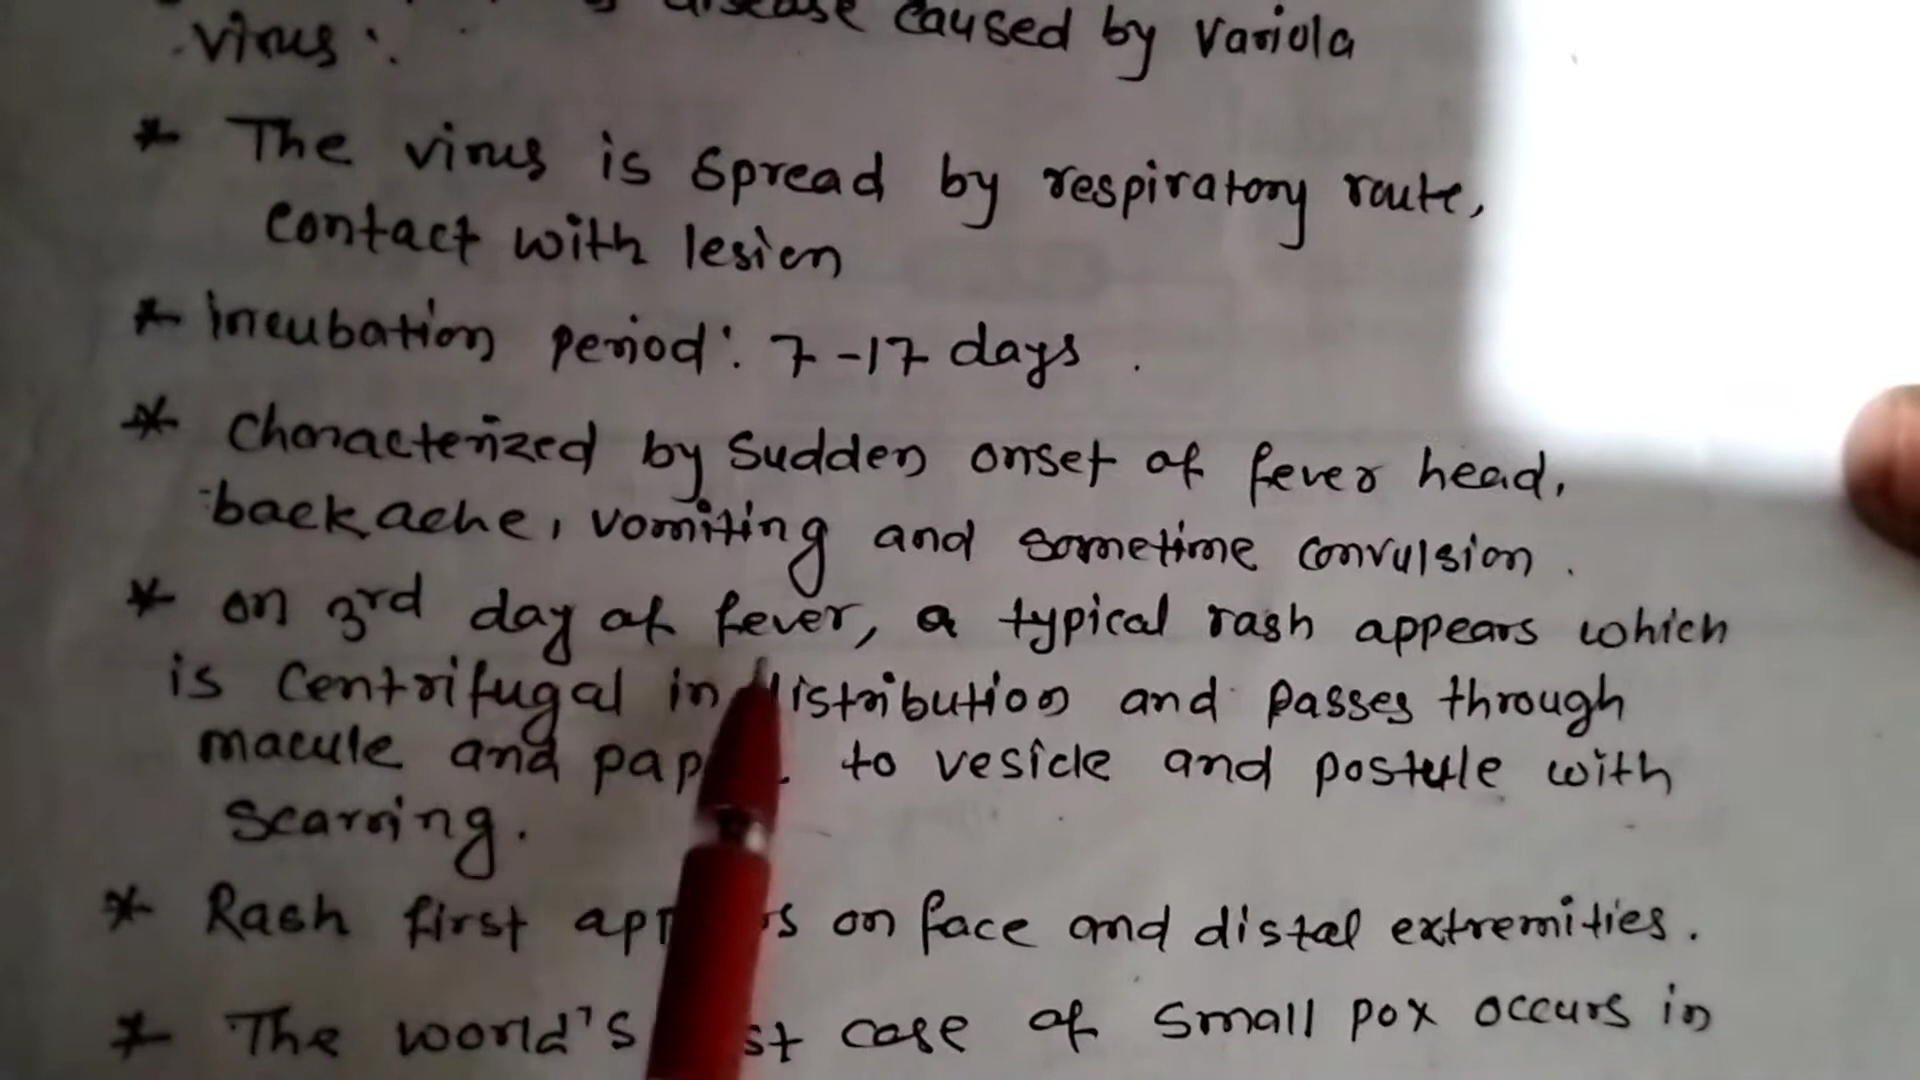 disease caused by Variola
virus:
* The virus is spread by respiratory route,
contact with lesion
* incubation period: 7-17 days.
* Characterized by Sudden onset of fever head,
back ache, vomiting and sometime convulsion.
* on 3rd day of fever, a typical rash appears which
is Centrifugal in distribution and passes through
macule and pap to vesicle and postule with
scarring.
* Rash first app s on face and distal extremities.
* The world's st case of Small pox occurs in